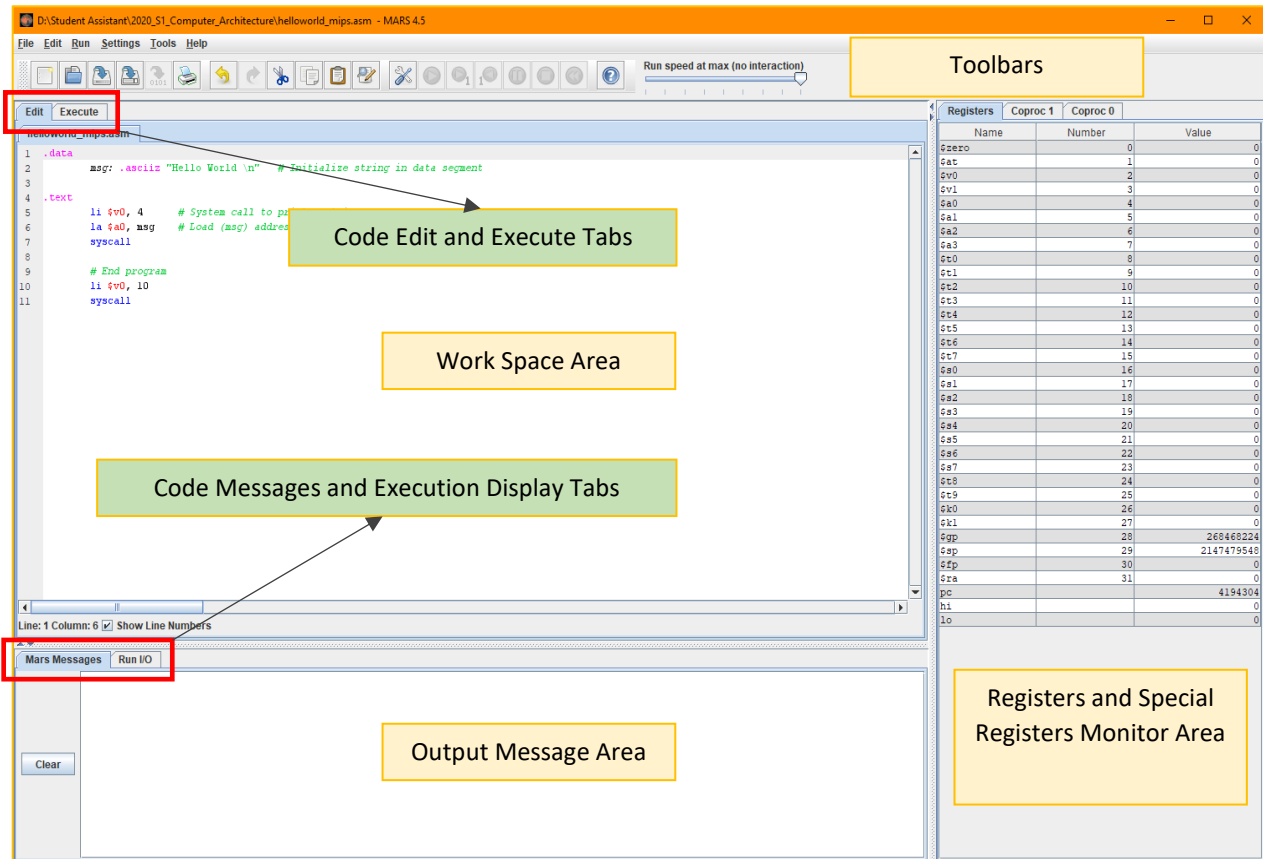 D:\Student Assistant\2020_S1_Computer_Architecture\helloworld_mips.asm - MARS 4.5
File Edit Run Settings Tools Help
Run speed at max (no interaction)
Toolbars
Edit Execute
helloworld_mips.asm
1 .data
2 msg: .asciiz "Hello World \n" # Initialize string in data segment
3
4 .text
5 li $v0, 4 # System call to
6 la $a0, msg # Load (msg)
7 syscall
8
9 # End program
10 li $v0, 10
11 syscall
Code Edit and Execute Tabs
Work Space Area
Code Messages and Execution Display Tabs
Line: 1 Column: 6 Show Line Numbers
Mars Messages Run I/O
Clear
Output Message Area
Registers Coproc 1 Coproc 0
Name Number Value
$zero 0 0
$at 1 0
$v0 2 0
$v1 3 0
$a0 4 0
$a1 5 0
$a2 6 0
$a3 7 0
$t0 8 0
$t1 9 0
$t2 10 0
$t3 11 0
$t4 12 0
$t5 13 0
$t6 14 0
$t7 15 0
$s0 16 0
$s1 17 0
$s2 18 0
$s3 19 0
$s4 20 0
$s5 21 0
$s6 22 0
$s7 23 0
$t8 24 0
$t9 25 0
$k0 26 0
$k1 27 0
$gp 28 268468224
$sp 29 2147479548
$fp 30 0
$ra 31 0
pc 4194304
hi 0
lo 0
Registers and Special
Registers Monitor Area